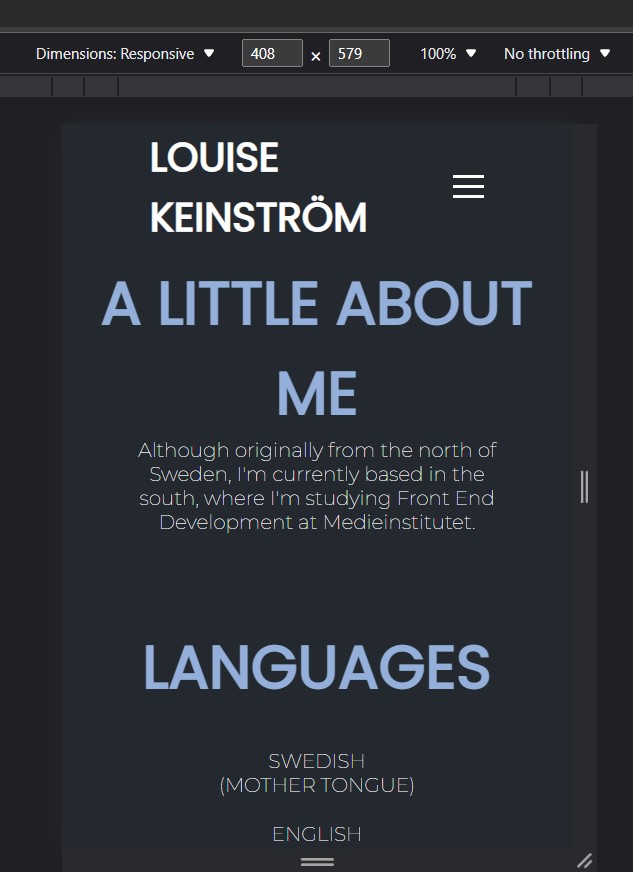 Dimensions: Responsive 408 × 579 100% No throttling
LOUISE
KEINSTRÖM
A LITTLE ABOUT
ME
Although originally from the north of
Sweden, I'm currently based in the
south, where I'm studying Front End
Development at Medieinstitutet.
LANGUAGES
SWEDISH
(MOTHER TONGUE)
ENGLISH